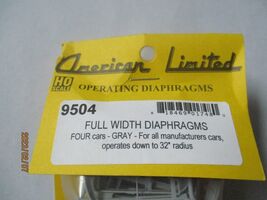 American Limited
HO
SCALE
OPERATING DIAPHRAGMS
9504
FULL WIDTH DIAPHRAGMS
FOUR cars - GRAY - For all manufacturers cars,
operates down to 32" radius